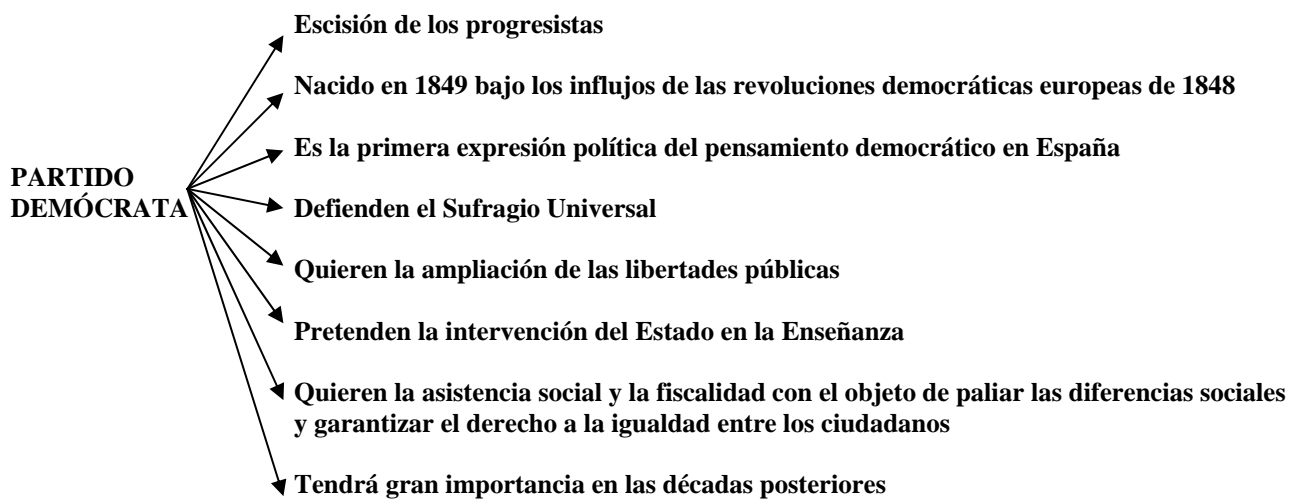 Escisión de los progresistas
Nacido en 1849 bajo los influjos de las revoluciones democráticas europeas de 1848
Es la primera expresión política del pensamiento democrático en España
PARTIDO
DEMÓCRATA
Defienden el Sufragio Universal
Quieren la ampliación de las libertades públicas
Pretenden la intervención del Estado en la Enseñanza
Quieren la asistencia social y la fiscalidad con el objeto de paliar las diferencias sociales
y garantizar el derecho a la igualdad entre los ciudadanos
Tendrá gran importancia en las décadas posteriores